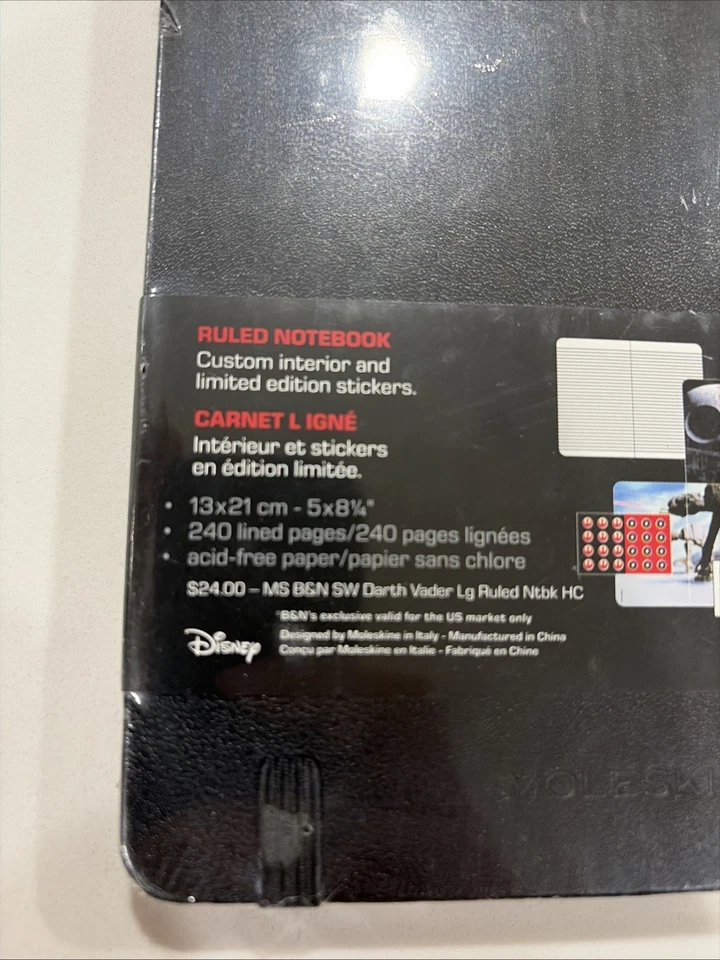 RULED NOTEBOOK
Custom interior and
limited edition stickers.
CARNET L IGNÉ
Intérieur et stickers
en édition limitée.
• 13x21 cm - 5x8¼"
• 240 lined pages/240 pages lignées
• acid-free paper/papier sans chlore
$24.00 – MS B&N SW Darth Vader Lg Ruled Ntbk HC
*B&N's exclusive valid for the US market only
Disney
Designed by Moleskine in Italy - Manufactured in China
Conçu par Moleskine en Italie - Fabriqué en Chine
MOLESKI